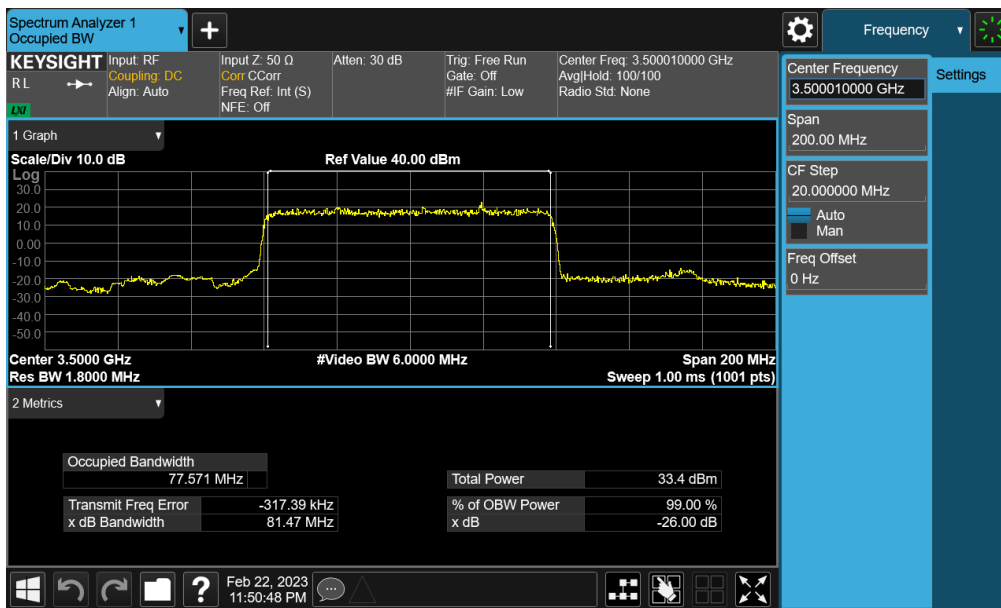 Spectrum Analyzer 1
Occupied BW
Frequency
KEYSIGHT
R L
LXI
Input: RF
Coupling: DC
Align: Auto
Input Z: 50 Ω
Corr CCorr
Freq Ref: Int (S)
NFE: Off
Atten: 30 dB
Trig: Free Run
Gate: Off
#IF Gain: Low
Center Freq: 3.500010000 GHz
Avg|Hold: 100/100
Radio Std: None
Center Frequency
3.500010000 GHz
Settings
Span
200.00 MHz
CF Step
20.000000 MHz
Auto
Man
Freq Offset
0 Hz
1 Graph
Scale/Div 10.0 dB
Ref Value 40.00 dBm
Log
30.0
20.0
10.0
0.00
-10.0
-20.0
-30.0
-40.0
-50.0
Center 3.5000 GHz
#Video BW 6.0000 MHz
Span 200 MHz
Res BW 1.8000 MHz
Sweep 1.00 ms (1001 pts)
2 Metrics
Occupied Bandwidth
77.571 MHz
Total Power 33.4 dBm
Transmit Freq Error -317.39 kHz
% of OBW Power 99.00 %
x dB Bandwidth 81.47 MHz
x dB -26.00 dB
?
Feb 22, 2023
11:50:48 PM